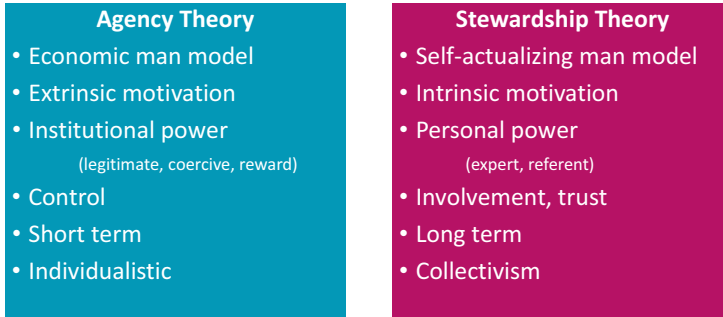 Agency Theory
• Economic man model
• Extrinsic motivation
• Institutional power
(legitimate, coercive, reward)
• Control
• Short term
• Individualistic
Stewardship Theory
• Self-actualizing man model
• Intrinsic motivation
• Personal power
(expert, referent)
• Involvement, trust
• Long term
• Collectivism